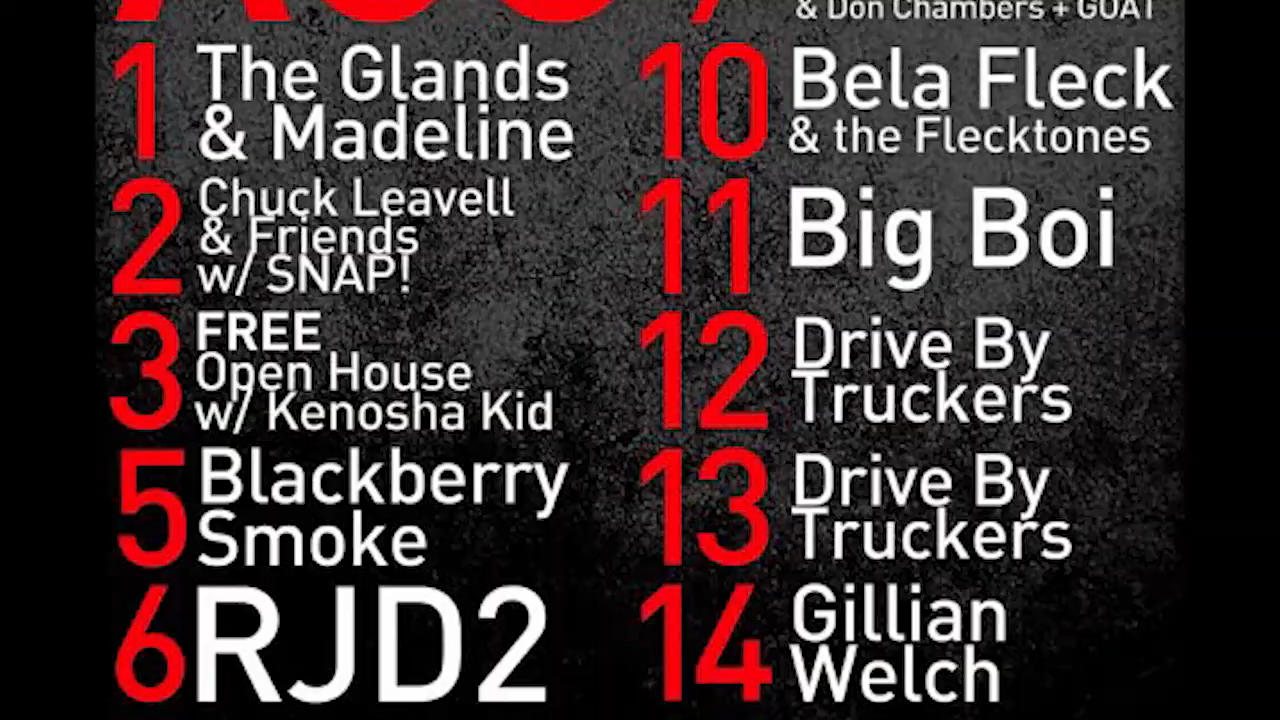 & Don Chambers + GOAT
1 The Glands
& Madeline
2 Chuck Leavell
& Friends
w/ SNAP!
3 FREE
Open House
w/ Kenosha Kid
5 Blackberry
Smoke
6 RJD2
10 Bela Fleck
& the Flecktones
11 Big Boi
12 Drive By
Truckers
13 Drive By
Truckers
14 Gillian
Welch